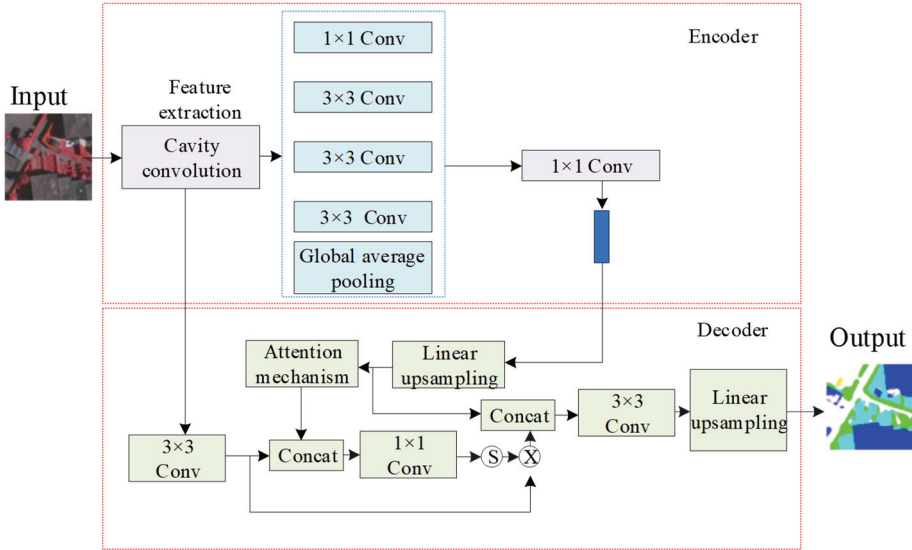 Encoder
1×1 Conv
Input
Feature
extraction
3×3 Conv
Cavity
convolution
3×3 Conv
1×1 Conv
3×3 Conv
Global average
pooling
Decoder
Output
Attention
mechanism
Linear
upsampling
Linear
upsampling
3×3
Conv
Concat
3×3
Conv
Concat
1×1
Conv
S
X